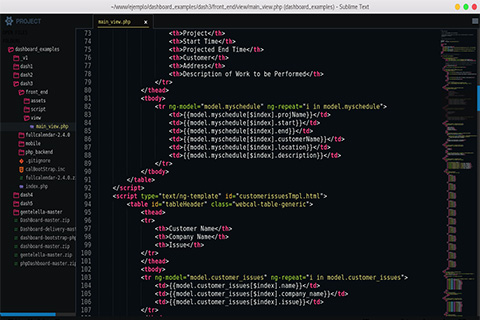 ~/www/ejemplo/dashboard_examples/dash3/front_end/view/main_view.php (dashboard_examples) - Sublime Text
PROJECT
main_view.php x
dashboard_examples
_v1
dash1
dash2
dash3
front_end
assets
script
view
main_view.php
fullcalendar-2.4.0
mobile
php_backend
.gitignore
calBootStrap.inc
fullcalendar-2.4.0.z
index.php
dash4
dash5
gentelella-master
Dashboard-master.zip
dashboard-delivery-mast
dashboard-bootstrap-ph
dashboard-master.zip
gentelella-master.zip
phpDashboard-master.zip
73 <th>Project</th>
74 <th>Start Time</th>
75 <th>Projected End Time</th>
76 <th>Customer</th>
77 <th>Address</th>
78 <th>Description of Work to be Performed</th>
79 </tr>
80 </thead>
81 <tbody>
82 <tr ng-model="model.myschedule" ng-repeat="i in model.myschedule">
83 <td>{{model.myschedule[$index].projName}}</td>
84 <td>{{model.myschedule[$index].start}}</td>
85 <td>{{model.myschedule[$index].end}}</td>
86 <td>{{model.myschedule[$index].customerName}}</td>
87 <td>{{model.myschedule[$index].location}}</td>
88 <td>{{model.myschedule[$index].description}}</td>
89 </tr>
90 </tbody>
91 </table>
92 </script>
93 <script type="text/ng-template" id="customerissuesTmpl.html">
94 <table id="tableHeader" class="webcal-table-generic">
95 <thead>
96 <tr>
97 <th>Customer Name</th>
98 <th>Company Name</th>
99 <th>Issue</th>
100 </tr>
101 </thead>
102 <tbody>
103 <tr ng-model="model.customer_issues" ng-repeat="i in model.customer_issues">
104 <td>{{model.customer_issues[$index].name}}</td>
105 <td>{{model.customer_issues[$index].company_name}}</td>
106 <td>{{model.customer_issues[$index].issue}}</td>
107 </tr>